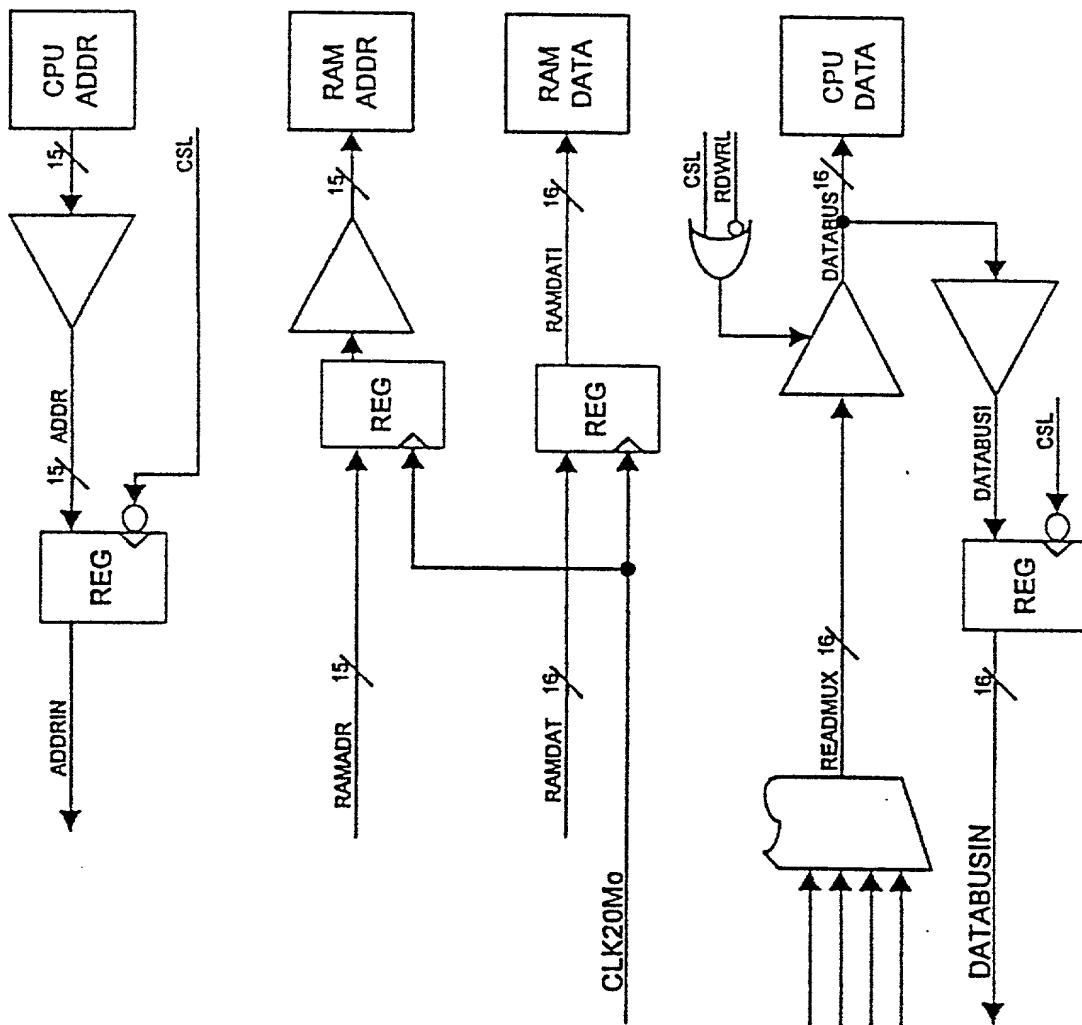 CPU
ADDR
15
CSL
ADDR
15
REG
ADDRIN
RAM
ADDR
15
REG
15
RAMADR
RAM
DATA
16
RAMDATI
REG
16
RAMDAT
CLK20Mo
CPU
DATA
16
CSL
RDWRL
DATABUS
16
READMUX
DATABUSI
CSL
REG
16
DATABUSIN